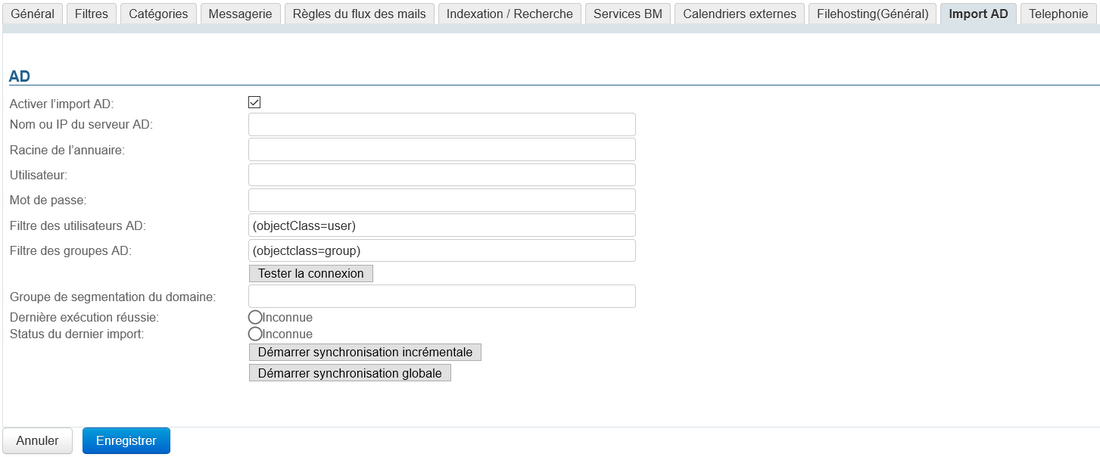 Général Filtres Catégories Messagerie Règles du flux des mails Indexation / Recherche Services BM Calendriers externes Filehosting(Général) Import AD Telephonie
AD
Activer l'import AD:
Nom ou IP du serveur AD:
Racine de l'annuaire:
Utilisateur:
Mot de passe:
Filtre des utilisateurs AD: (objectClass=user)
Filtre des groupes AD: (objectclass=group)
Tester la connexion
Groupe de segmentation du domaine:
Dernière exécution réussie: Inconnue
Status du dernier import: Inconnue
Démarrer synchronisation incrémentale
Démarrer synchronisation globale
Annuler Enregistrer